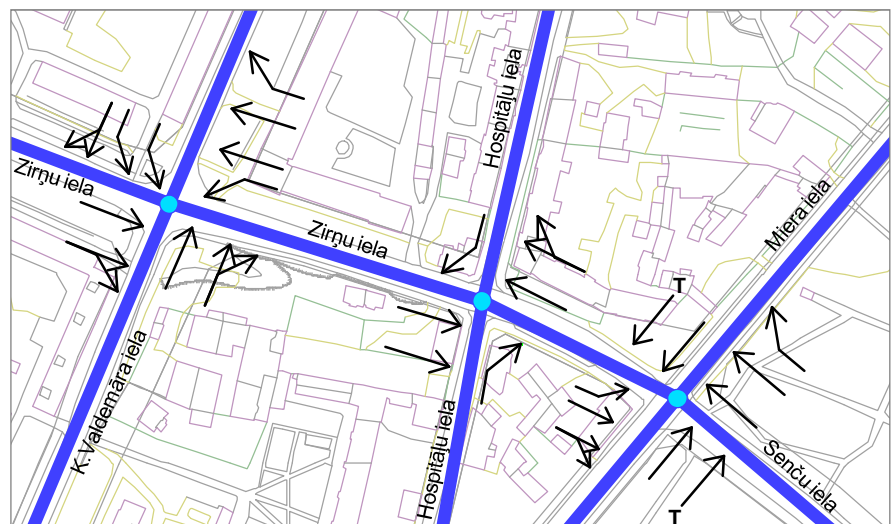 Hospitāļu iela
Miera iela
Zirņu iela
Zirņu iela
T
K. Valdemāra iela
Hospitāļu iela
Senču iela
T